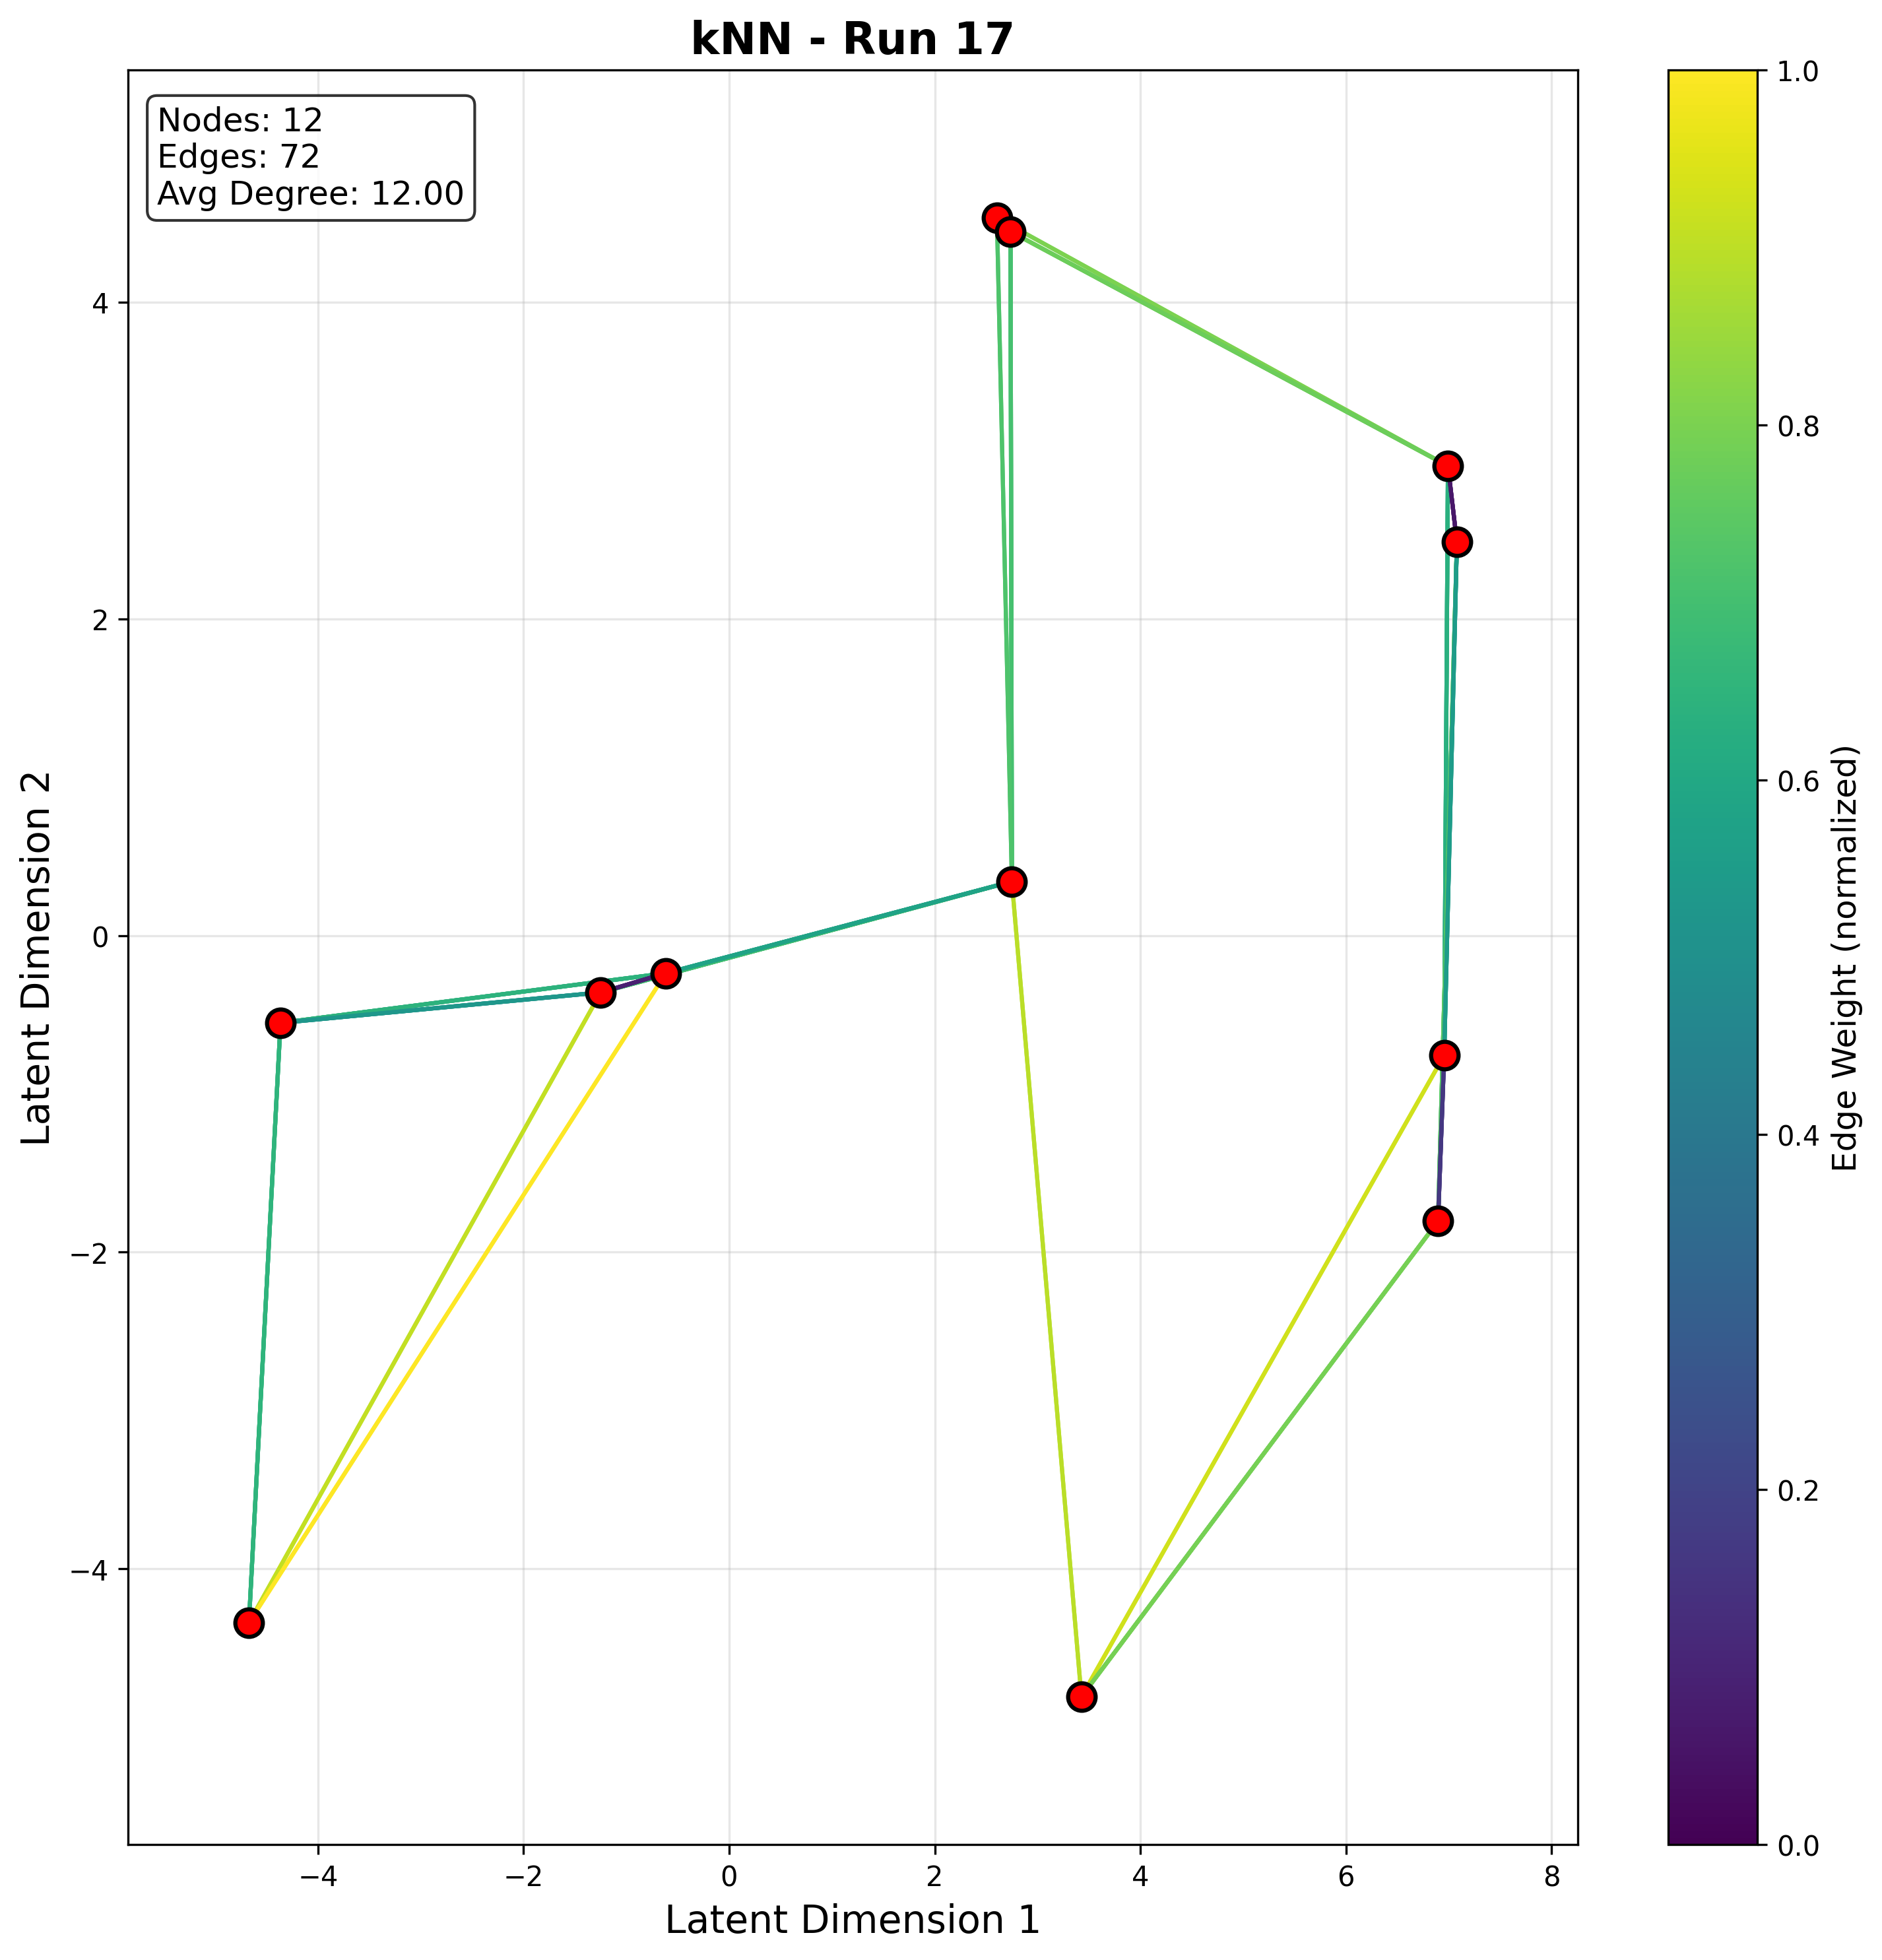 kNN - Run 17
Nodes: 12
Edges: 72
Avg Degree: 12.00
4
2
0
−2
−4
Latent Dimension 2
−4
−2
0
2
4
6
8
Latent Dimension 1
1.0
0.8
0.6
0.4
0.2
0.0
Edge Weight (normalized)